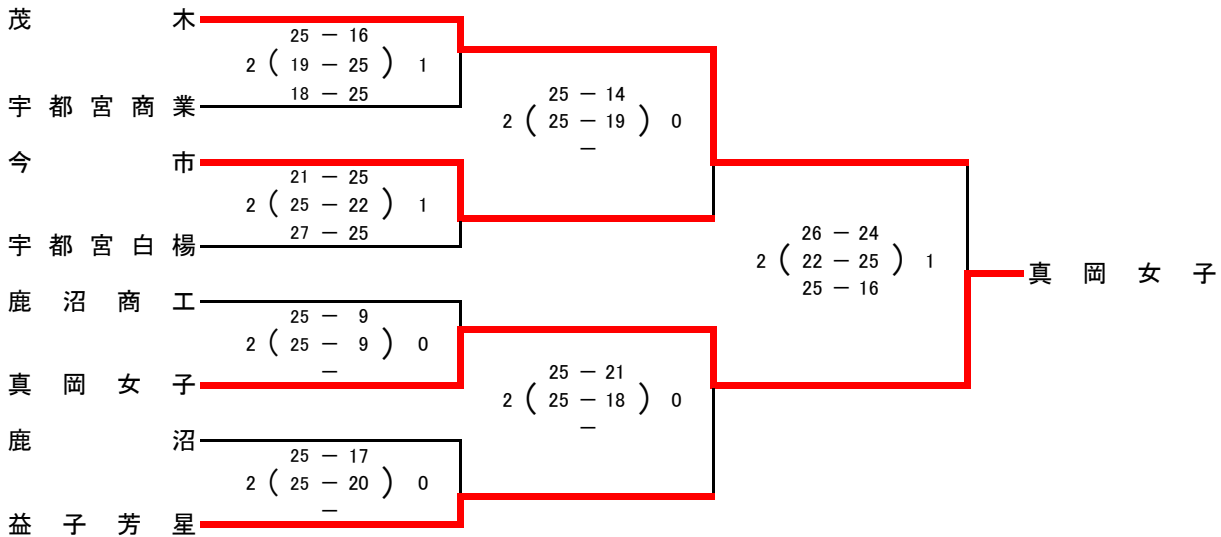 茂木
25 － 16
2 ( 19 － 25 ) 1
18 － 25
宇都宮商業
25 － 14
2 ( 25 － 19 ) 0
－
今市
21 － 25
2 ( 25 － 22 ) 1
27 － 25
宇都宮白楊
26 － 24
2 ( 22 － 25 ) 1
25 － 16
真岡女子
鹿沼商工
25 － 9
2 ( 25 － 9 ) 0
－
真岡女子
25 － 21
2 ( 25 － 18 ) 0
－
鹿沼
25 － 17
2 ( 25 － 20 ) 0
－
益子芳星